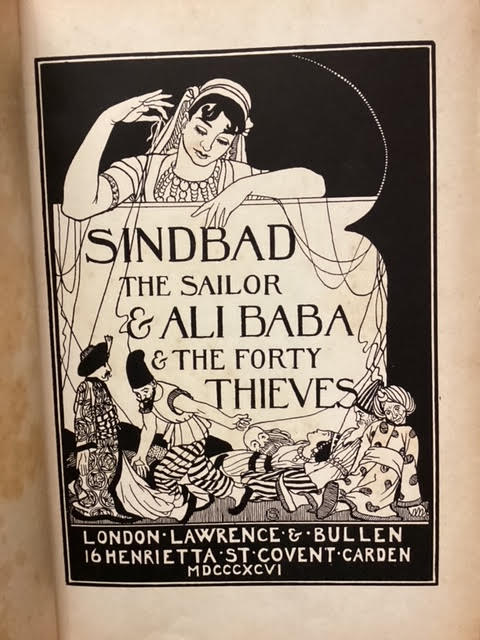 SINDBAD
THE SAILOR
& ALI BABA
& THE FORTY
THIEVES
LONDON·LAWRENCE·&·BULLEN
16 HENRIETTA·ST·COVENT·GARDEN
MDCCCXCVI